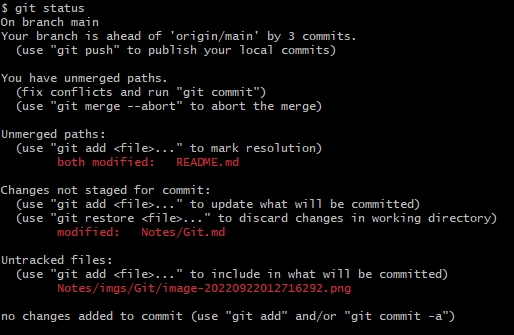 $ git status
On branch main
Your branch is ahead of 'origin/main' by 3 commits.
  (use "git push" to publish your local commits)

You have unmerged paths.
  (fix conflicts and run "git commit")
  (use "git merge --abort" to abort the merge)

Unmerged paths:
  (use "git add <file>..." to mark resolution)
        both modified:   README.md

Changes not staged for commit:
  (use "git add <file>..." to update what will be committed)
  (use "git restore <file>..." to discard changes in working directory)
        modified:   Notes/Git.md

Untracked files:
  (use "git add <file>..." to include in what will be committed)
        Notes/imgs/Git/image-20220922012716292.png

no changes added to commit (use "git add" and/or "git commit -a")